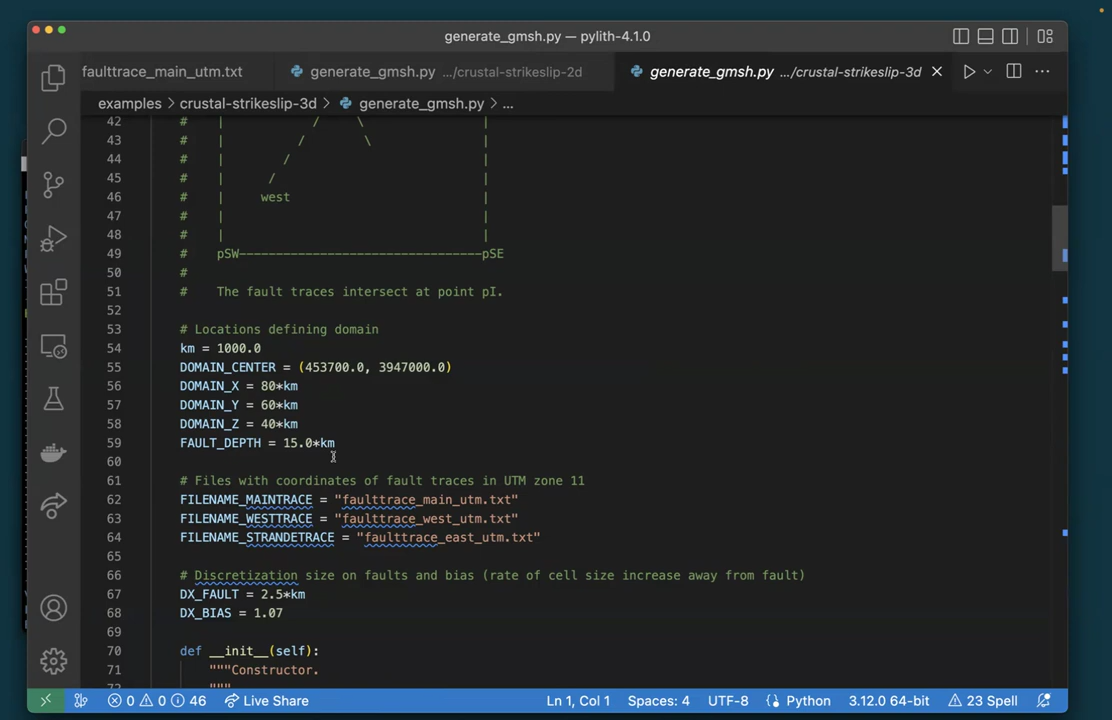 generate_gmsh.py — pylith-4.1.0
faulttrace_main_utm.txt
generate_gmsh.py .../crustal-strikeslip-2d
generate_gmsh.py .../crustal-strikeslip-3d
examples > crustal-strikeslip-3d > generate_gmsh.py > ...
42 # | / \ |
43 # | / \ |
44 # | / |
45 # | / |
46 # | west |
47 # | |
48 # | |
49 # pSW-------------------------------pSE
50 #
51 # The fault traces intersect at point pI.
52
53 # Locations defining domain
54 km = 1000.0
55 DOMAIN_CENTER = (453700.0, 3947000.0)
56 DOMAIN_X = 80*km
57 DOMAIN_Y = 60*km
58 DOMAIN_Z = 40*km
59 FAULT_DEPTH = 15.0*km
60
61 # Files with coordinates of fault traces in UTM zone 11
62 FILENAME_MAINTRACE = "faulttrace_main_utm.txt"
63 FILENAME_WESTTRACE = "faulttrace_west_utm.txt"
64 FILENAME_STRANDETRACE = "faulttrace_east_utm.txt"
65
66 # Discretization size on faults and bias (rate of cell size increase away from fault)
67 DX_FAULT = 2.5*km
68 DX_BIAS = 1.07
69
70 def __init__(self):
71 """Constructor.
72 """
0 0 46 Live Share Ln 1, Col 1 Spaces: 4 UTF-8 Python 3.12.0 64-bit 23 Spell